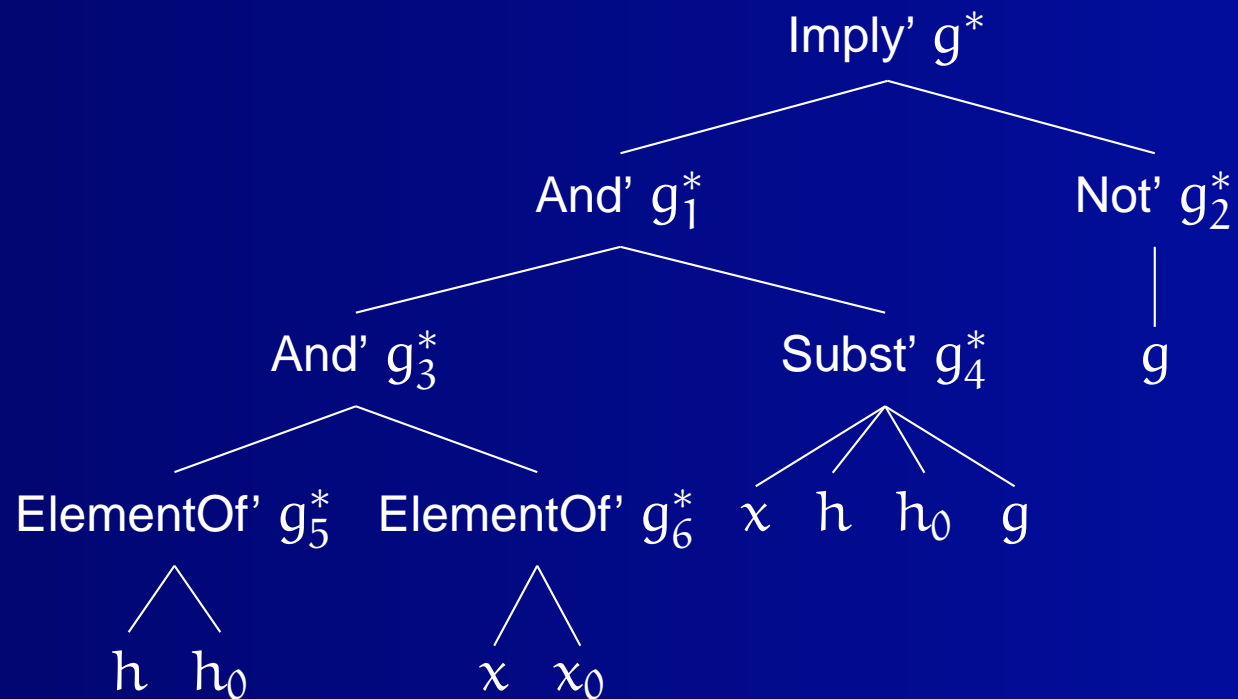 Imply’ g*
And’ g₁* Not’ g₂*
And’ g₃* Subst’ g₄* g
ElementOf’ g₅* ElementOf’ g₆* x h h₀ g
h h₀ x x₀